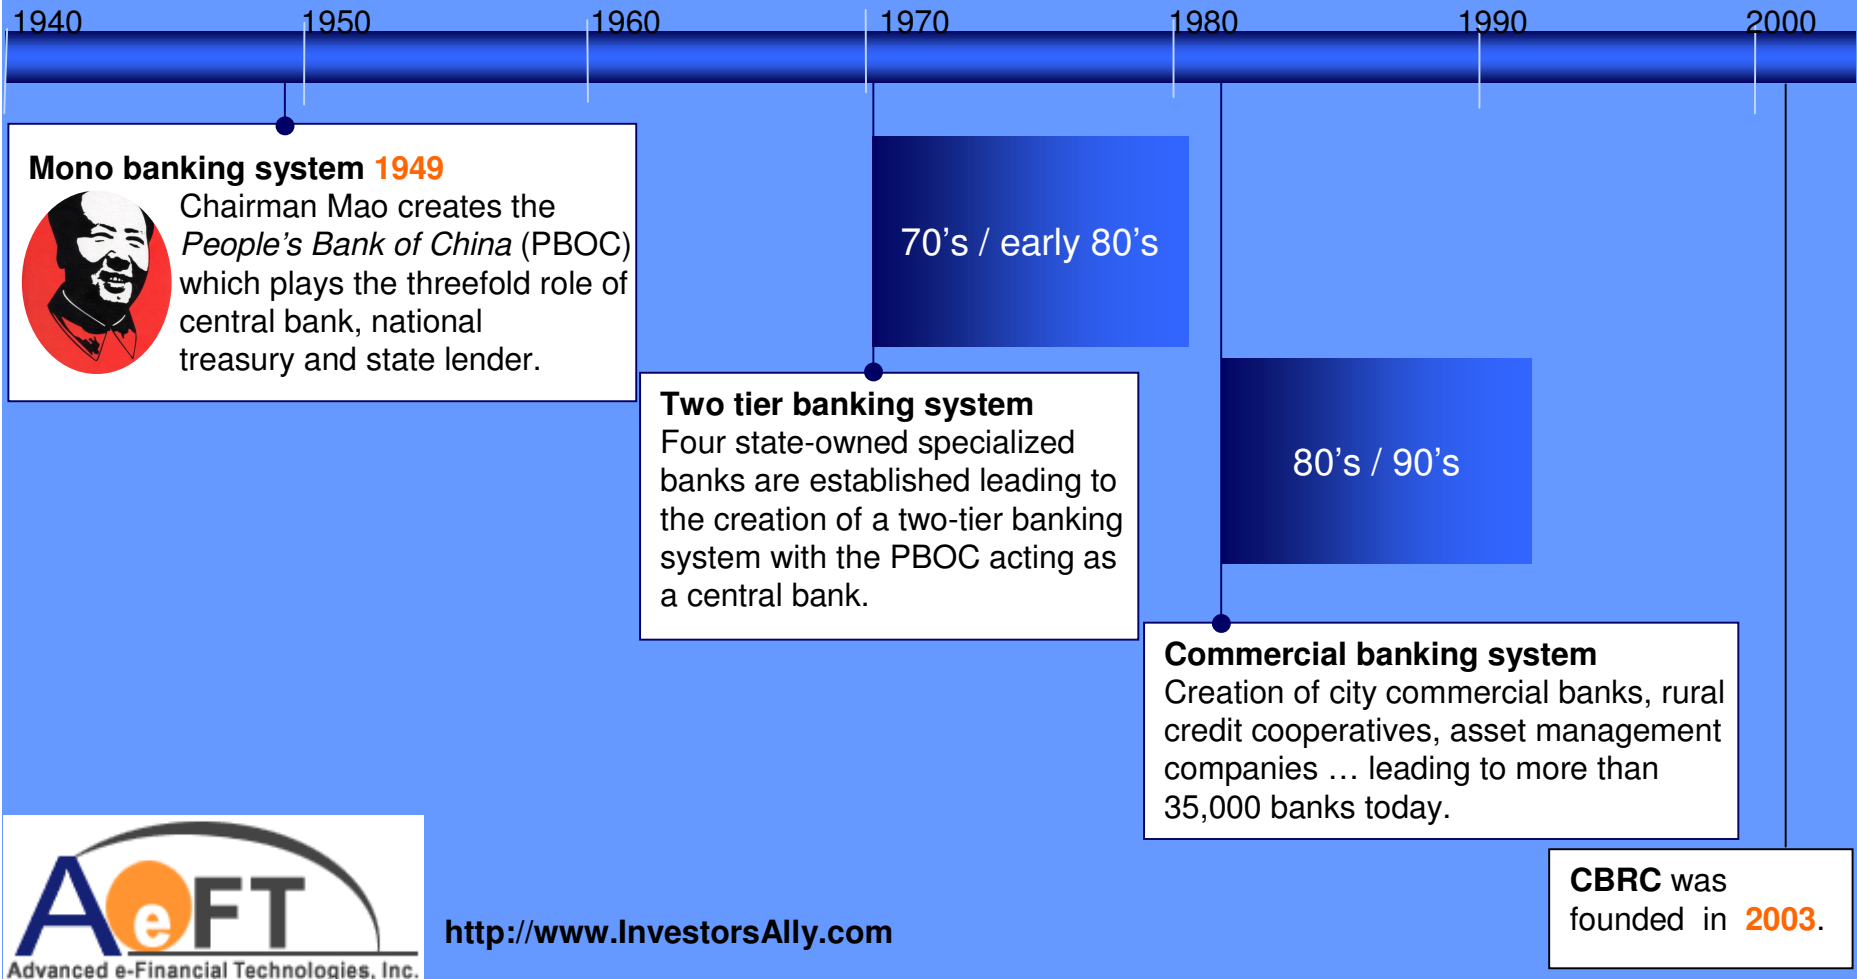 1940 1950 1960 1970 1980 1990 2000
Mono banking system 1949
Chairman Mao creates the
People's Bank of China (PBOC)
which plays the threefold role of
central bank, national
treasury and state lender.
70's / early 80's
Two tier banking system
Four state-owned specialized
banks are established leading to
the creation of a two-tier banking
system with the PBOC acting as
a central bank.
80's / 90's
Commercial banking system
Creation of city commercial banks, rural
credit cooperatives, asset management
companies … leading to more than
35,000 banks today.
CBRC was
founded in 2003.
AeFT
Advanced e-Financial Technologies, Inc.
http://www.InvestorsAlly.com